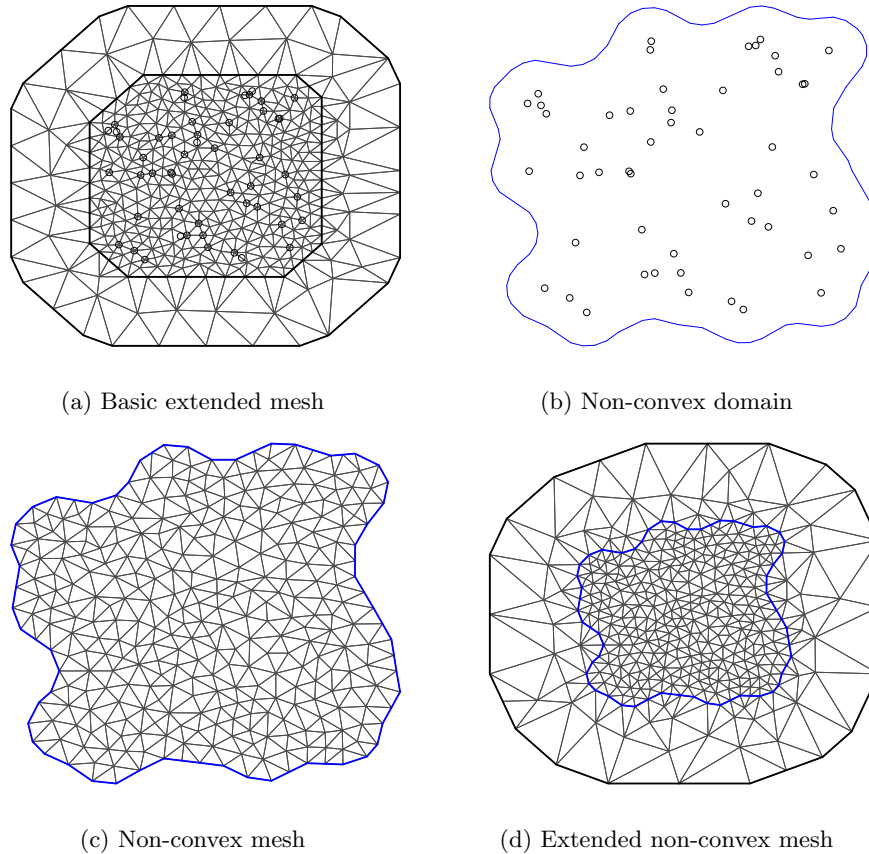 (a) Basic extended mesh
(b) Non-convex domain
(c) Non-convex mesh
(d) Extended non-convex mesh